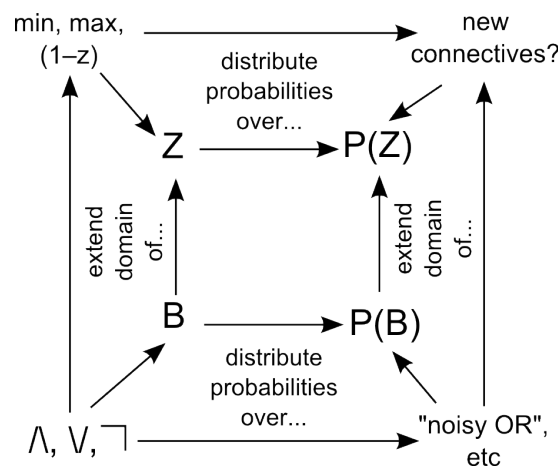 min, max,
(1–z)
new
connectives?
distribute
probabilities
over...
Z
P(Z)
extend
domain
of...
extend
domain
of...
B
P(B)
distribute
probabilities
over...
/\, \/, ¬
"noisy OR",
etc